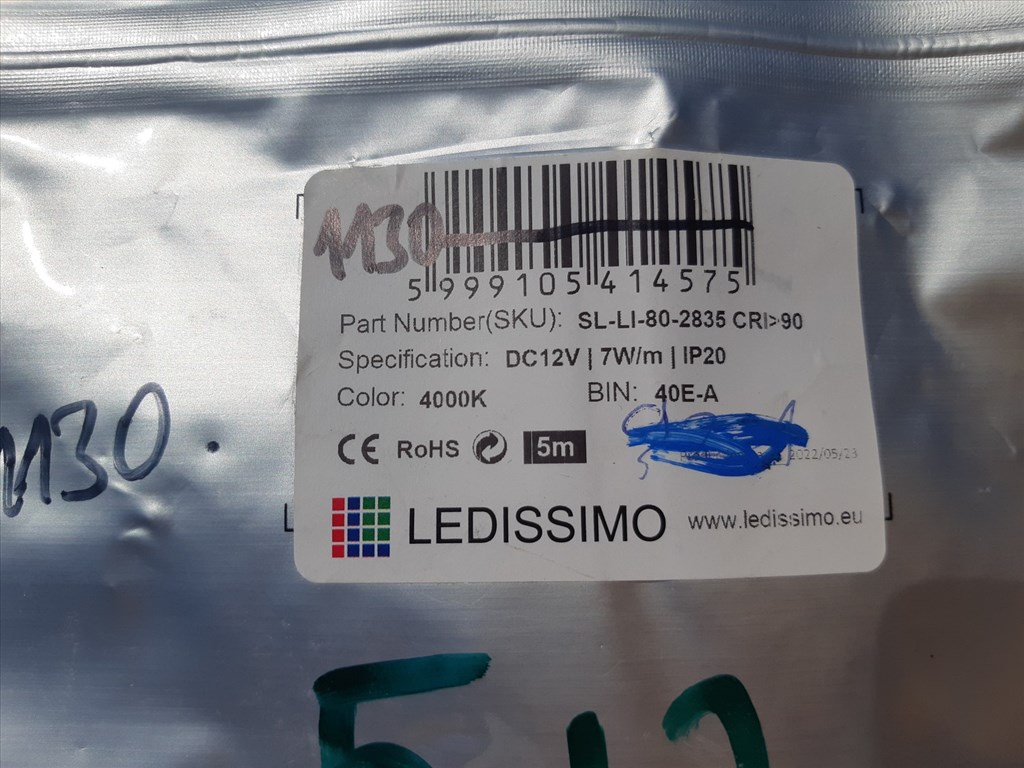 1130
5 999105 414575
Part Number(SKU): SL-LI-80-2835 CRI>90
Specification: DC12V | 7W/m | IP20
Color: 4000K BIN: 40E-A
CE RoHS 5m 2022/05/23
1130.
LEDISSIMO www.ledissimo.eu